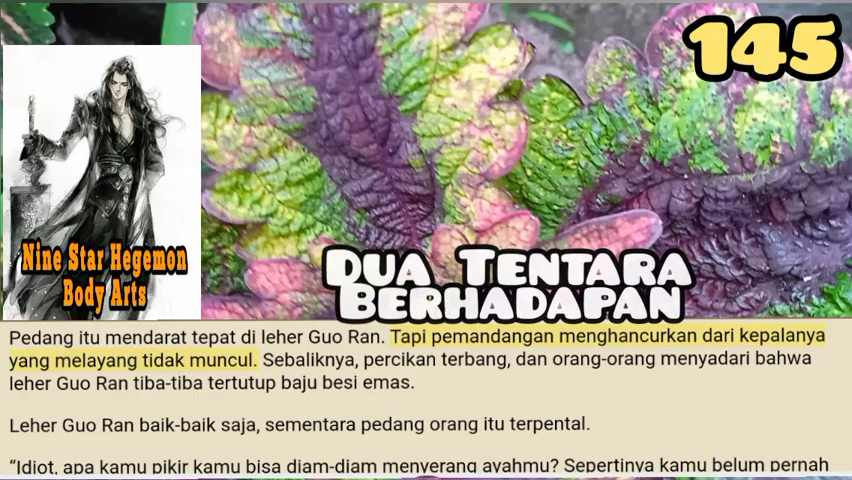 145
Nine Star Hegemon
Body Arts
DUA TENTARA
BERHADAPAN
Pedang itu mendarat tepat di leher Guo Ran. Tapi pemandangan menghancurkan dari kepalanya
yang melayang tidak muncul. Sebaliknya, percikan terbang, dan orang-orang menyadari bahwa
leher Guo Ran tiba-tiba tertutup baju besi emas.
Leher Guo Ran baik-baik saja, sementara pedang orang itu terpental.
“Idiot, apa kamu pikir kamu bisa diam-diam menyerang ayahmu? Sepertinya kamu belum pernah